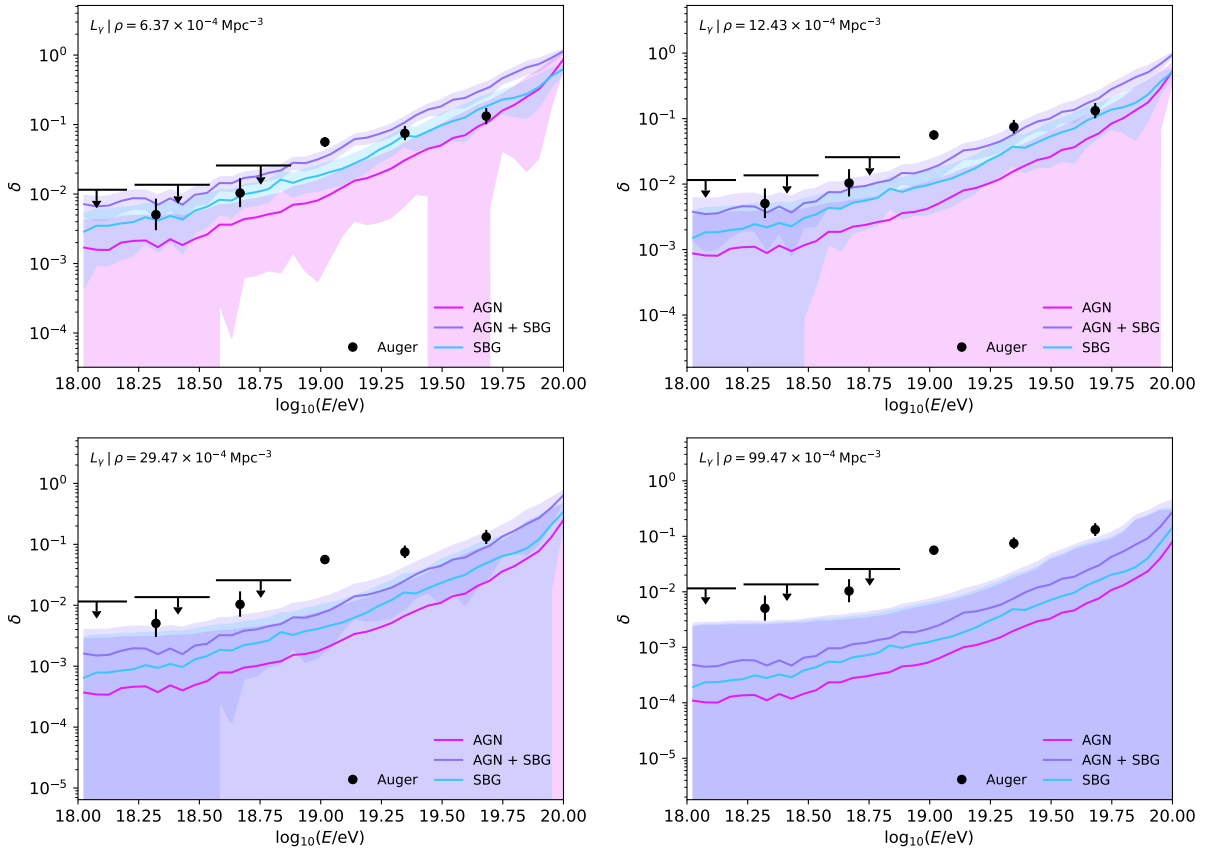 L_γ | ρ = 6.37 × 10⁻⁴ Mpc⁻³
10⁰
10⁻¹
10⁻²
10⁻³
10⁻⁴
δ
AGN
AGN + SBG
Auger
SBG
18.00 18.25 18.50 18.75 19.00 19.25 19.50 19.75 20.00
log₁₀(E/eV)
L_γ | ρ = 12.43 × 10⁻⁴ Mpc⁻³
10⁰
10⁻¹
10⁻²
10⁻³
10⁻⁴
δ
AGN
AGN + SBG
Auger
SBG
18.00 18.25 18.50 18.75 19.00 19.25 19.50 19.75 20.00
log₁₀(E/eV)
L_γ | ρ = 29.47 × 10⁻⁴ Mpc⁻³
10⁰
10⁻¹
10⁻²
10⁻³
10⁻⁴
10⁻⁵
δ
AGN
AGN + SBG
Auger
SBG
18.00 18.25 18.50 18.75 19.00 19.25 19.50 19.75 20.00
log₁₀(E/eV)
L_γ | ρ = 99.47 × 10⁻⁴ Mpc⁻³
10⁰
10⁻¹
10⁻²
10⁻³
10⁻⁴
10⁻⁵
δ
AGN
AGN + SBG
Auger
SBG
18.00 18.25 18.50 18.75 19.00 19.25 19.50 19.75 20.00
log₁₀(E/eV)